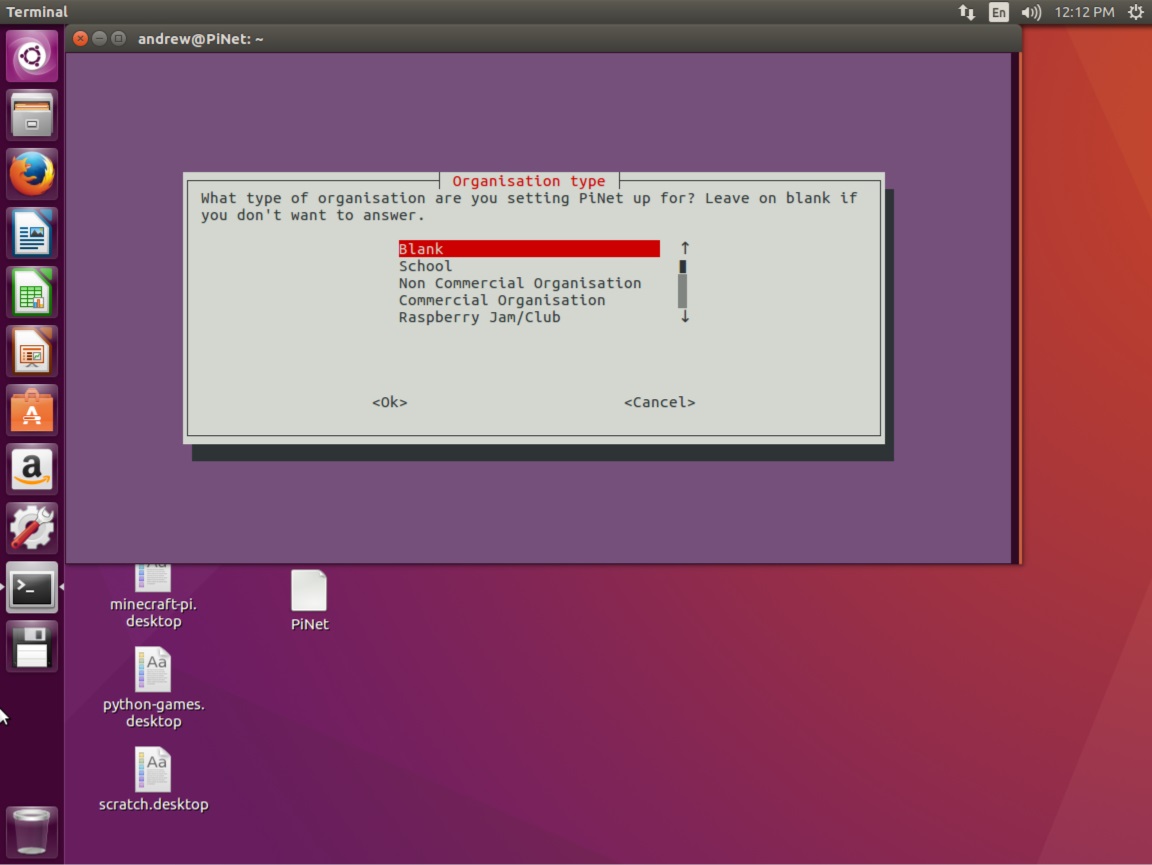 Terminal
En
12:12 PM
andrew@PiNet: ~
Organisation type
What type of organisation are you setting PiNet up for? Leave on blank if
you don't want to answer.
Blank
School
Non Commercial Organisation
Commercial Organisation
Raspberry Jam/Club
<Ok>
<Cancel>
minecraft-pi.
desktop
PiNet
Aa
python-games.
desktop
Aa
scratch.desktop